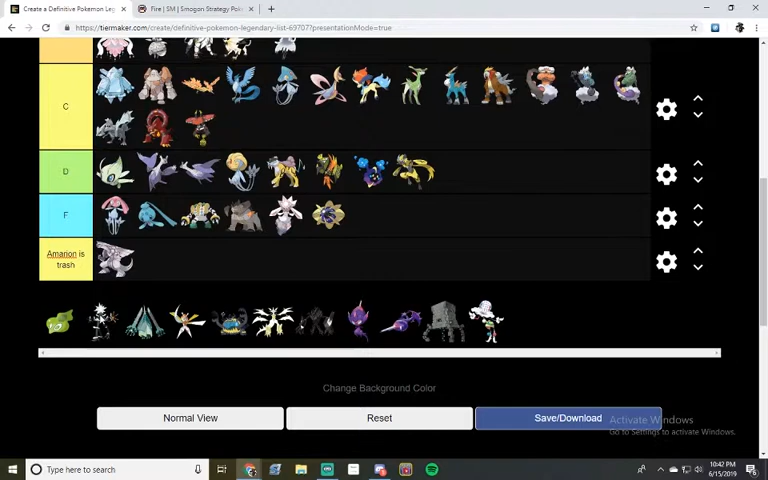 Create a Definitive Pokemon Leg
Fire | SM | Smogon Strategy Pok
https://tiermaker.com/create/definitive-pokemon-legendary-list-69707?presentationMode=true
C
D
F
Amarion is
trash
Change Background Color
Normal View
Reset
Save/Download
Activate Windows
Go to Settings to activate Windows.
Type here to search
10:42 PM
6/15/2019